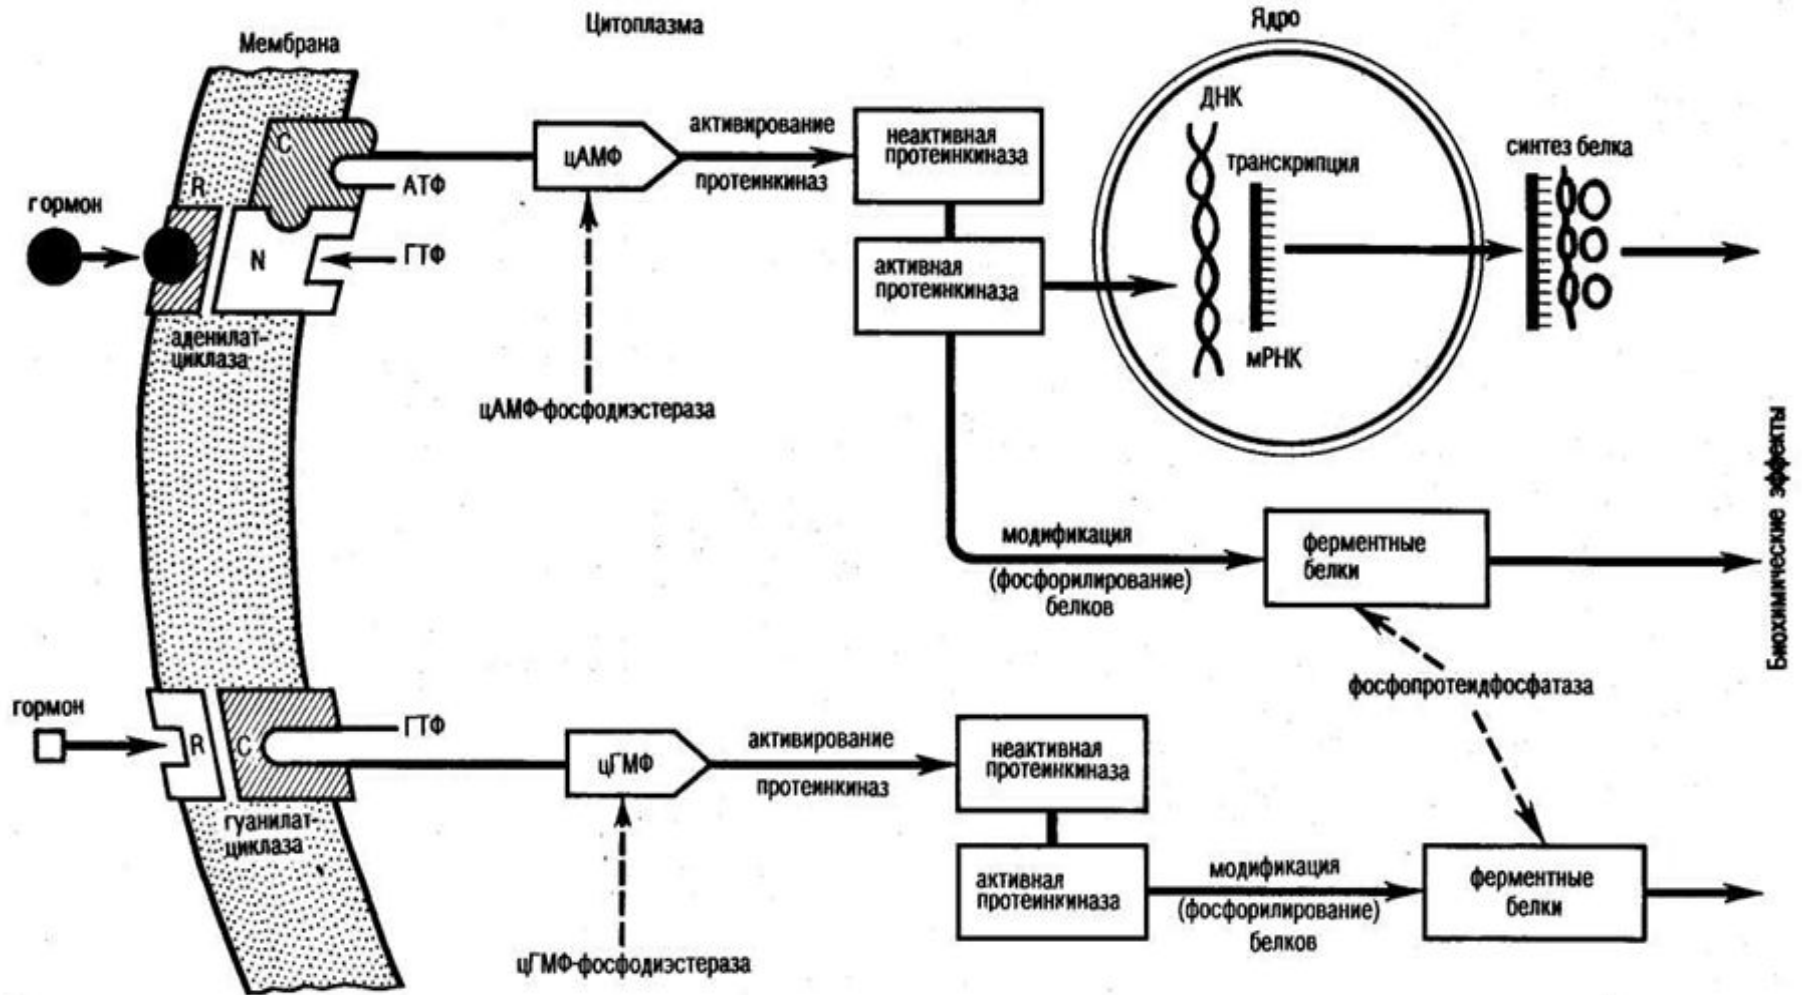 Мембрана
Цитоплазма
Ядро
гормон
R
C
N
АТФ
ГТФ
аденилат-
циклаза
цАМФ
активирование
протеинкиназ
цАМФ-фосфодиэстераза
неактивная
протеинкиназа
активная
протеинкиназа
ДНК
транскрипция
мРНК
синтез белка
модификация
(фосфорилирование)
белков
ферментные
белки
Биохимические эффекты
фосфопротеидфосфатаза
гормон
R
C
ГТФ
гуанилат-
циклаза
цГМФ
активирование
протеинкиназ
цГМФ-фосфодиэстераза
неактивная
протеинкиназа
активная
протеинкиназа
модификация
(фосфорилирование)
белков
ферментные
белки